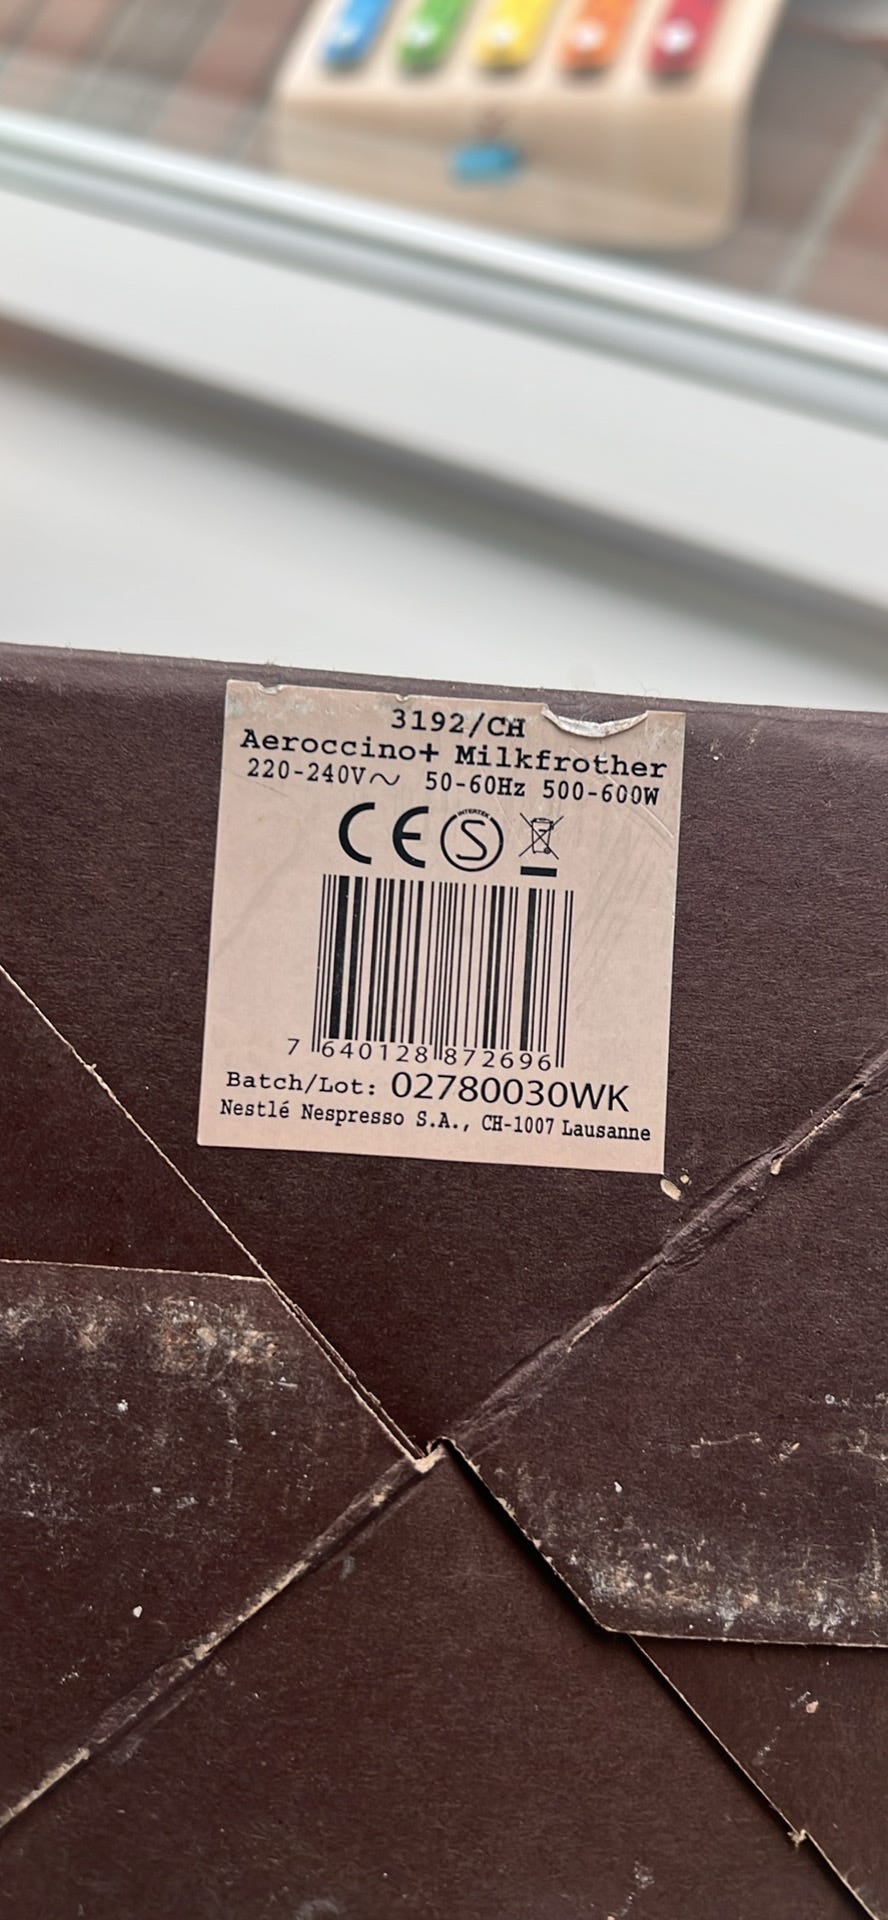 3192/CH
Aeroccino+ Milkfrother
220-240V~ 50-60Hz 500-600W
CE INTERTEK S
7 640128 872696
Batch/Lot: 02780030WK
Nestlé Nespresso S.A., CH-1007 Lausanne